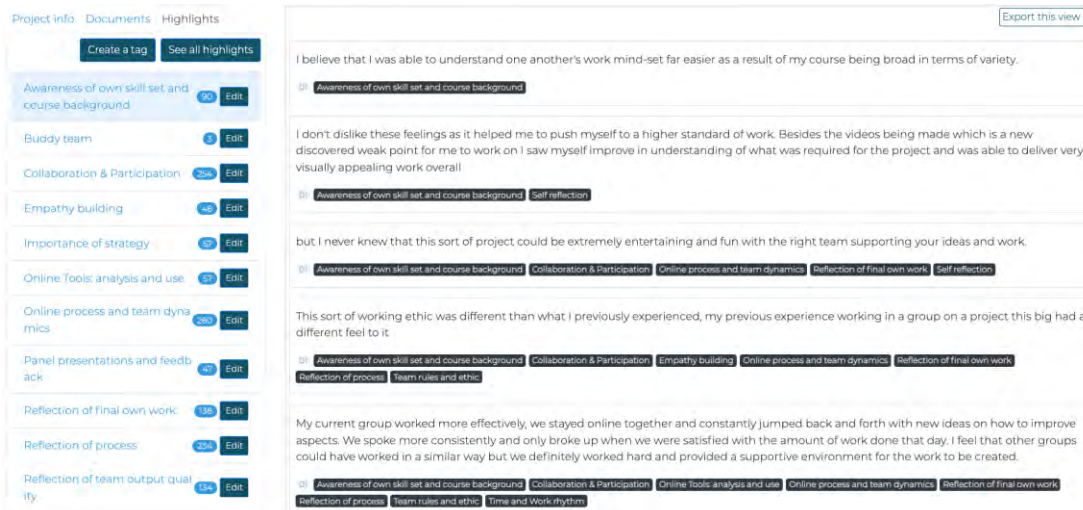 Project info Documents Highlights
Create a tag See all highlights
Awareness of own skill set and
course background 90 Edit
Buddy team 3 Edit
Collaboration & Participation 254 Edit
Empathy building 46 Edit
Importance of strategy 57 Edit
Online Tools: analysis and use 57 Edit
Online process and team dyna
mics 260 Edit
Panel presentations and feedb
ack 47 Edit
Reflection of final own work 136 Edit
Reflection of process 234 Edit
Reflection of team output qual
ity 134 Edit
Export this view
I believe that I was able to understand one another's work mind-set far easier as a result of my course being broad in terms of variety.
D1 Awareness of own skill set and course background
I don't dislike these feelings as it helped me to push myself to a higher standard of work. Besides the videos being made which is a new
discovered weak point for me to work on I saw myself improve in understanding of what was required for the project and was able to deliver very
visually appealing work overall
D1 Awareness of own skill set and course background Self reflection
but I never knew that this sort of project could be extremely entertaining and fun with the right team supporting your ideas and work.
D1 Awareness of own skill set and course background Collaboration & Participation Online process and team dynamics Reflection of final own work Self reflection
This sort of working ethic was different than what I previously experienced, my previous experience working in a group on a project this big had a
different feel to it
D1 Awareness of own skill set and course background Collaboration & Participation Empathy building Online process and team dynamics Reflection of final own work
Reflection of process Team rules and ethic
My current group worked more effectively, we stayed online together and constantly jumped back and forth with new ideas on how to improve
aspects. We spoke more consistently and only broke up when we were satisfied with the amount of work done that day. I feel that other groups
could have worked in a similar way but we definitely worked hard and provided a supportive environment for the work to be created.
D1 Awareness of own skill set and course background Collaboration & Participation Online Tools: analysis and use Online process and team dynamics Reflection of final own work
Reflection of process Team rules and ethic Time and Work rhythm